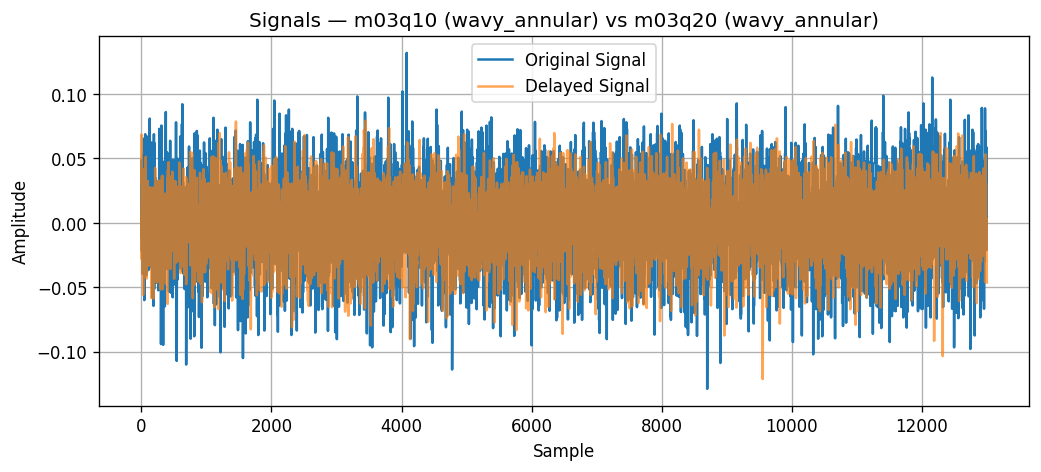 Signals — m03q10 (wavy_annular) vs m03q20 (wavy_annular)
Original Signal
Delayed Signal
Amplitude
0.10
0.05
0.00
−0.05
−0.10
0 2000 4000 6000 8000 10000 12000
Sample